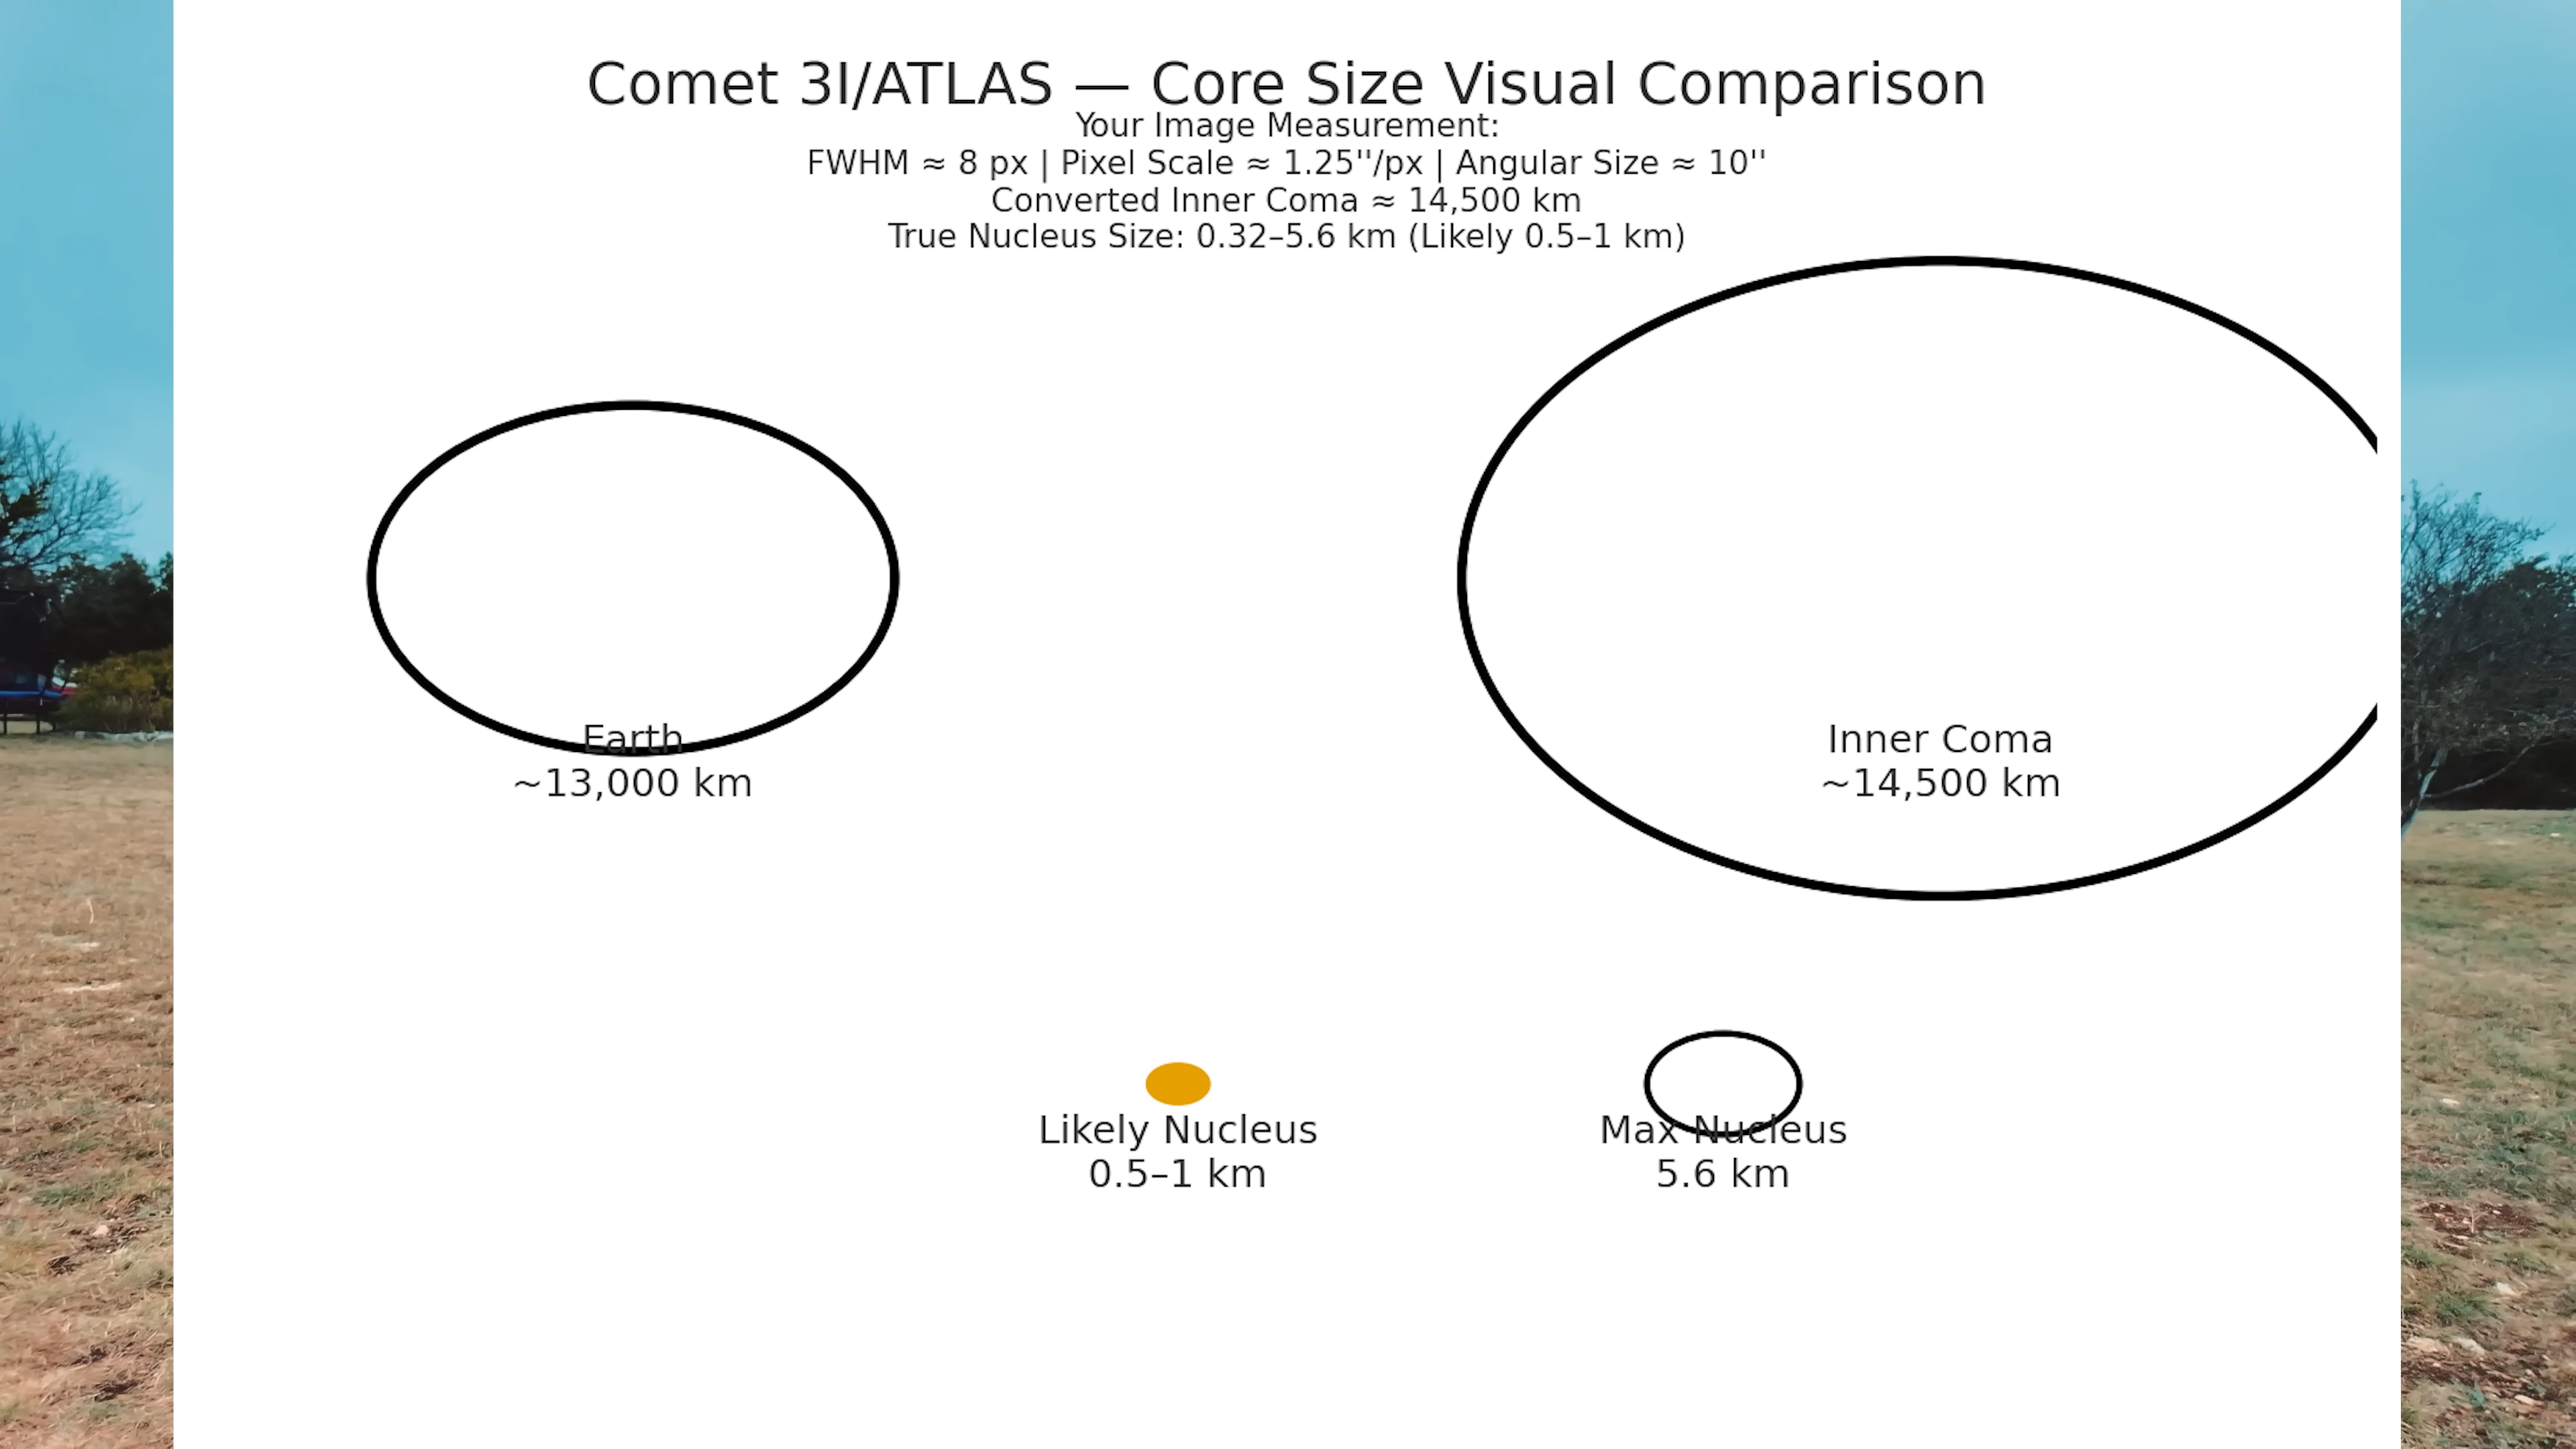 Comet 3I/ATLAS — Core Size Visual Comparison
Your Image Measurement:
FWHM ≈ 8 px | Pixel Scale ≈ 1.25''/px | Angular Size ≈ 10''
Converted Inner Coma ≈ 14,500 km
True Nucleus Size: 0.32–5.6 km (Likely 0.5–1 km)
Earth
~13,000 km
Inner Coma
~14,500 km
Likely Nucleus
0.5–1 km
Max Nucleus
5.6 km